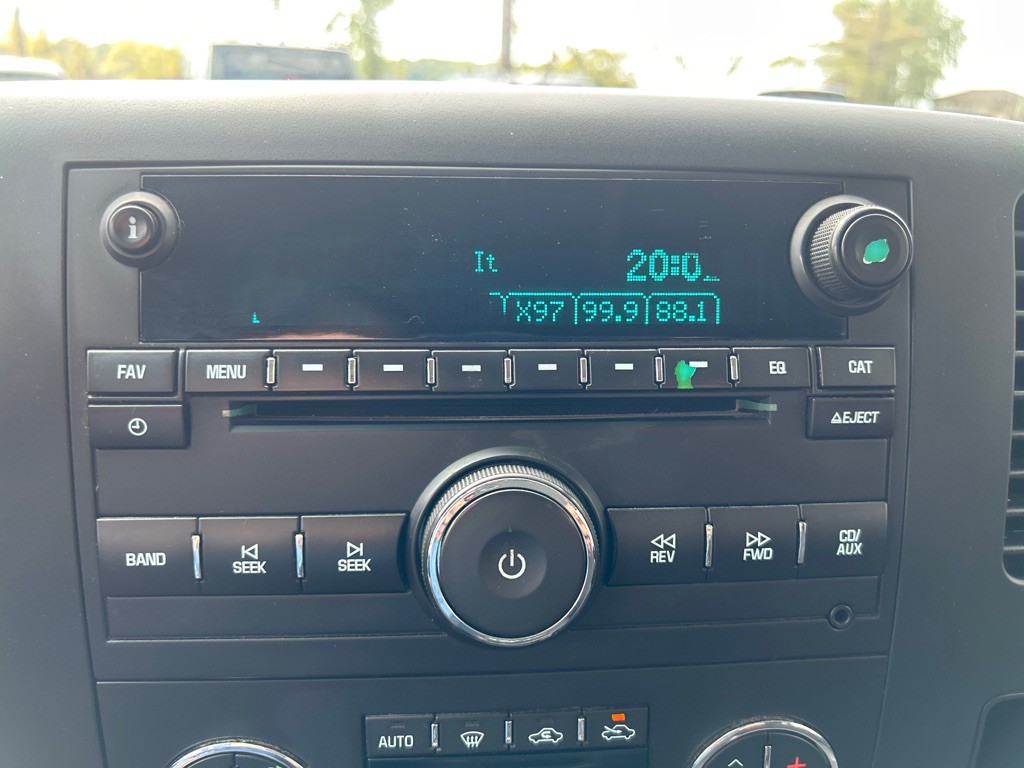 i
It 20:0
X97 99.9 88.1
FAV MENU EQ CAT
EJECT
BAND SEEK SEEK REV FWD CD/
AUX
AUTO